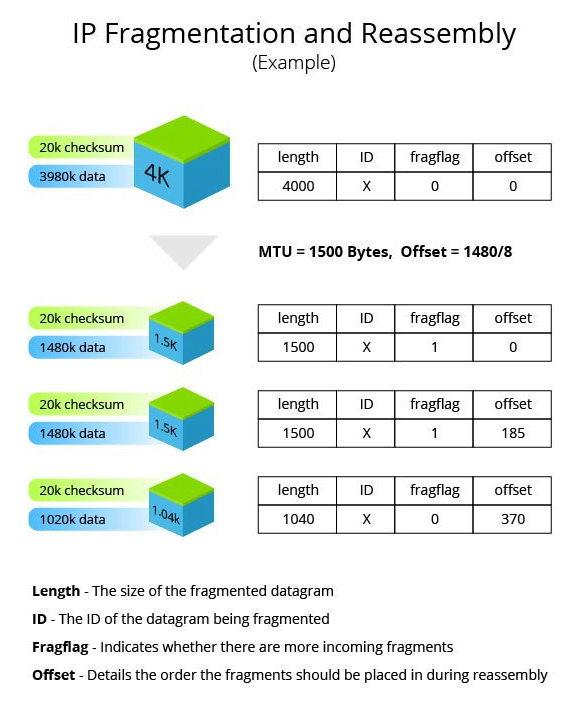 IP Fragmentation and Reassembly
(Example)
20k checksum
3980k data
4K
length ID fragflag offset
4000 X 0 0
MTU = 1500 Bytes, Offset = 1480/8
20k checksum
1480k data
1.5K
length ID fragflag offset
1500 X 1 0
20k checksum
1480k data
1.5K
length ID fragflag offset
1500 X 1 185
20k checksum
1020k data
1.04k
length ID fragflag offset
1040 X 0 370
Length - The size of the fragmented datagram
ID - The ID of the datagram being fragmented
Fragflag - Indicates whether there are more incoming fragments
Offset - Details the order the fragments should be placed in during reassembly